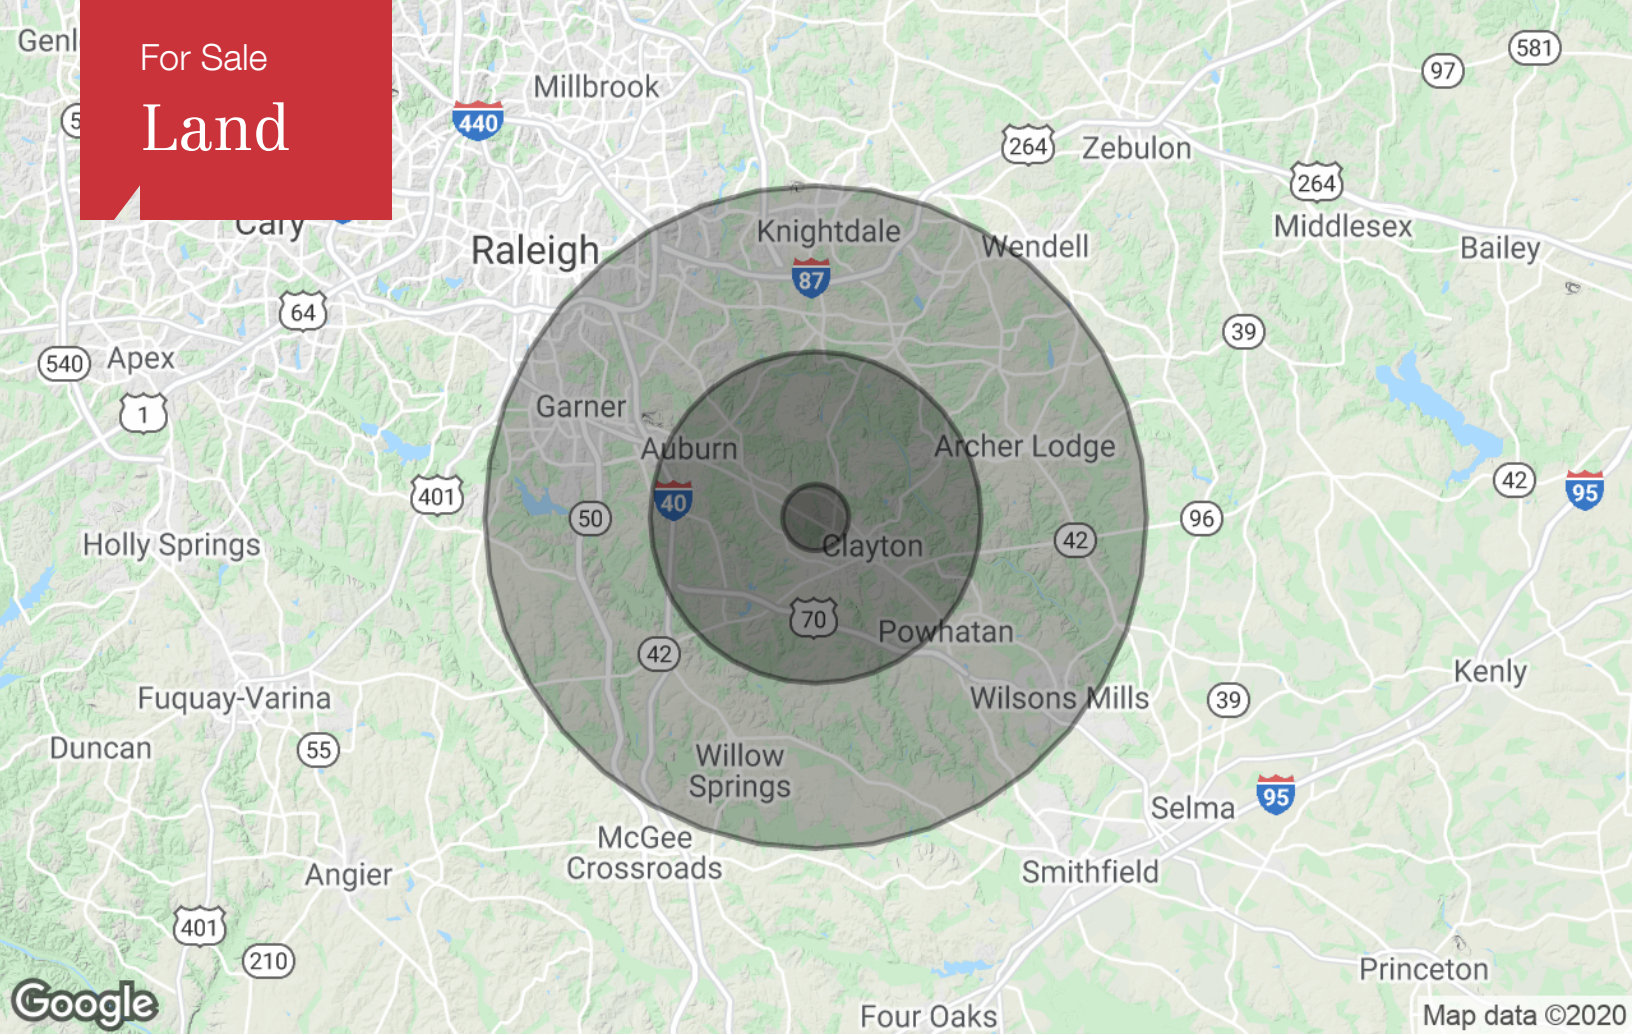 For Sale
Land
Genl
5
440
Millbrook
581
97
264
Zebulon
264
Middlesex
Bailey
Cary
Raleigh
Knightdale
Wendell
87
64
39
540
Apex
1
Garner
Auburn
Archer Lodge
401
40
42
95
50
Clayton
42
96
Holly Springs
70
Powhatan
42
Kenly
Fuquay-Varina
Wilsons Mills
39
Duncan
55
Willow
Springs
95
Selma
McGee
Crossroads
Angier
Smithfield
401
210
Princeton
Google
Four Oaks
Map data ©2020